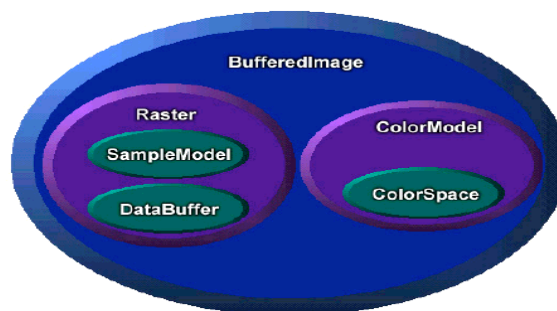 BufferedImage
Raster
SampleModel
DataBuffer
ColorModel
ColorSpace